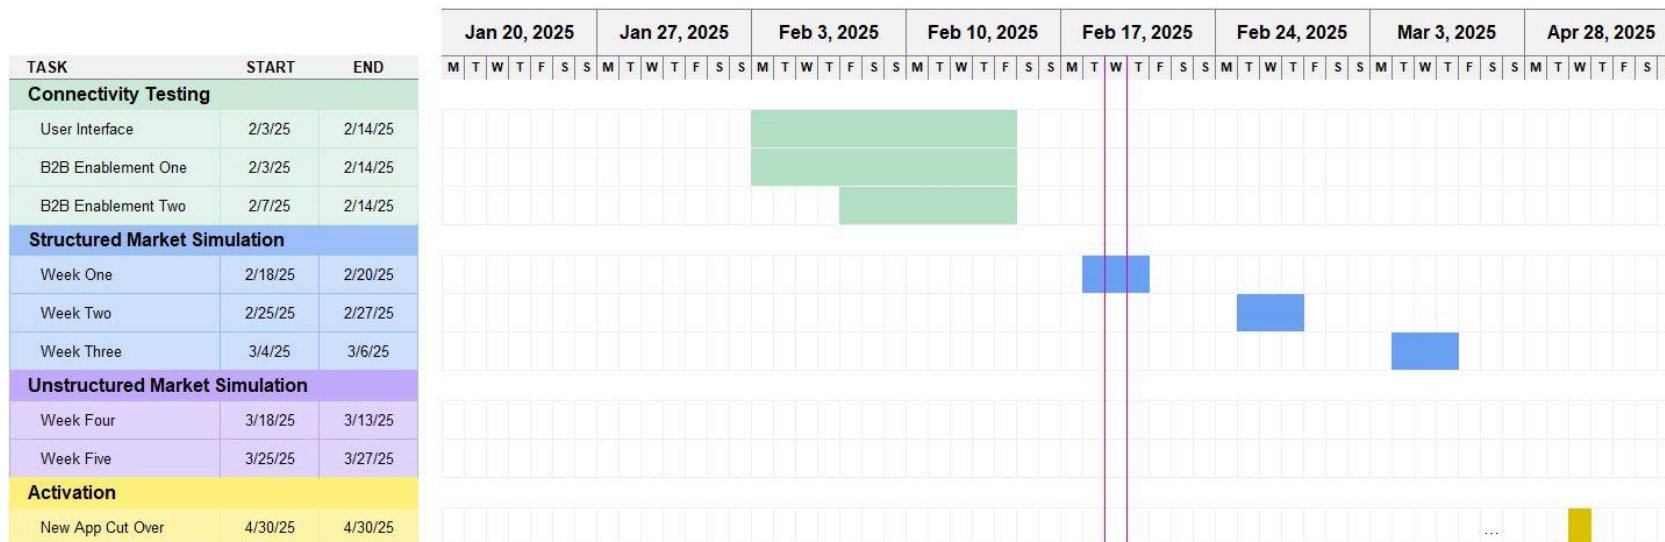 Jan 20, 2025 Jan 27, 2025 Feb 3, 2025 Feb 10, 2025 Feb 17, 2025 Feb 24, 2025 Mar 3, 2025 Apr 28, 2025
TASK START END M T W T F S S M T W T F S S M T W T F S S M T W T F S S M T W T F S S M T W T F S S M T W T F S S M T W T F S
Connectivity Testing
User Interface 2/3/25 2/14/25
B2B Enablement One 2/3/25 2/14/25
B2B Enablement Two 2/7/25 2/14/25
Structured Market Simulation
Week One 2/18/25 2/20/25
Week Two 2/25/25 2/27/25
Week Three 3/4/25 3/6/25
Unstructured Market Simulation
Week Four 3/18/25 3/13/25
Week Five 3/25/25 3/27/25
Activation
New App Cut Over 4/30/25 4/30/25 ...